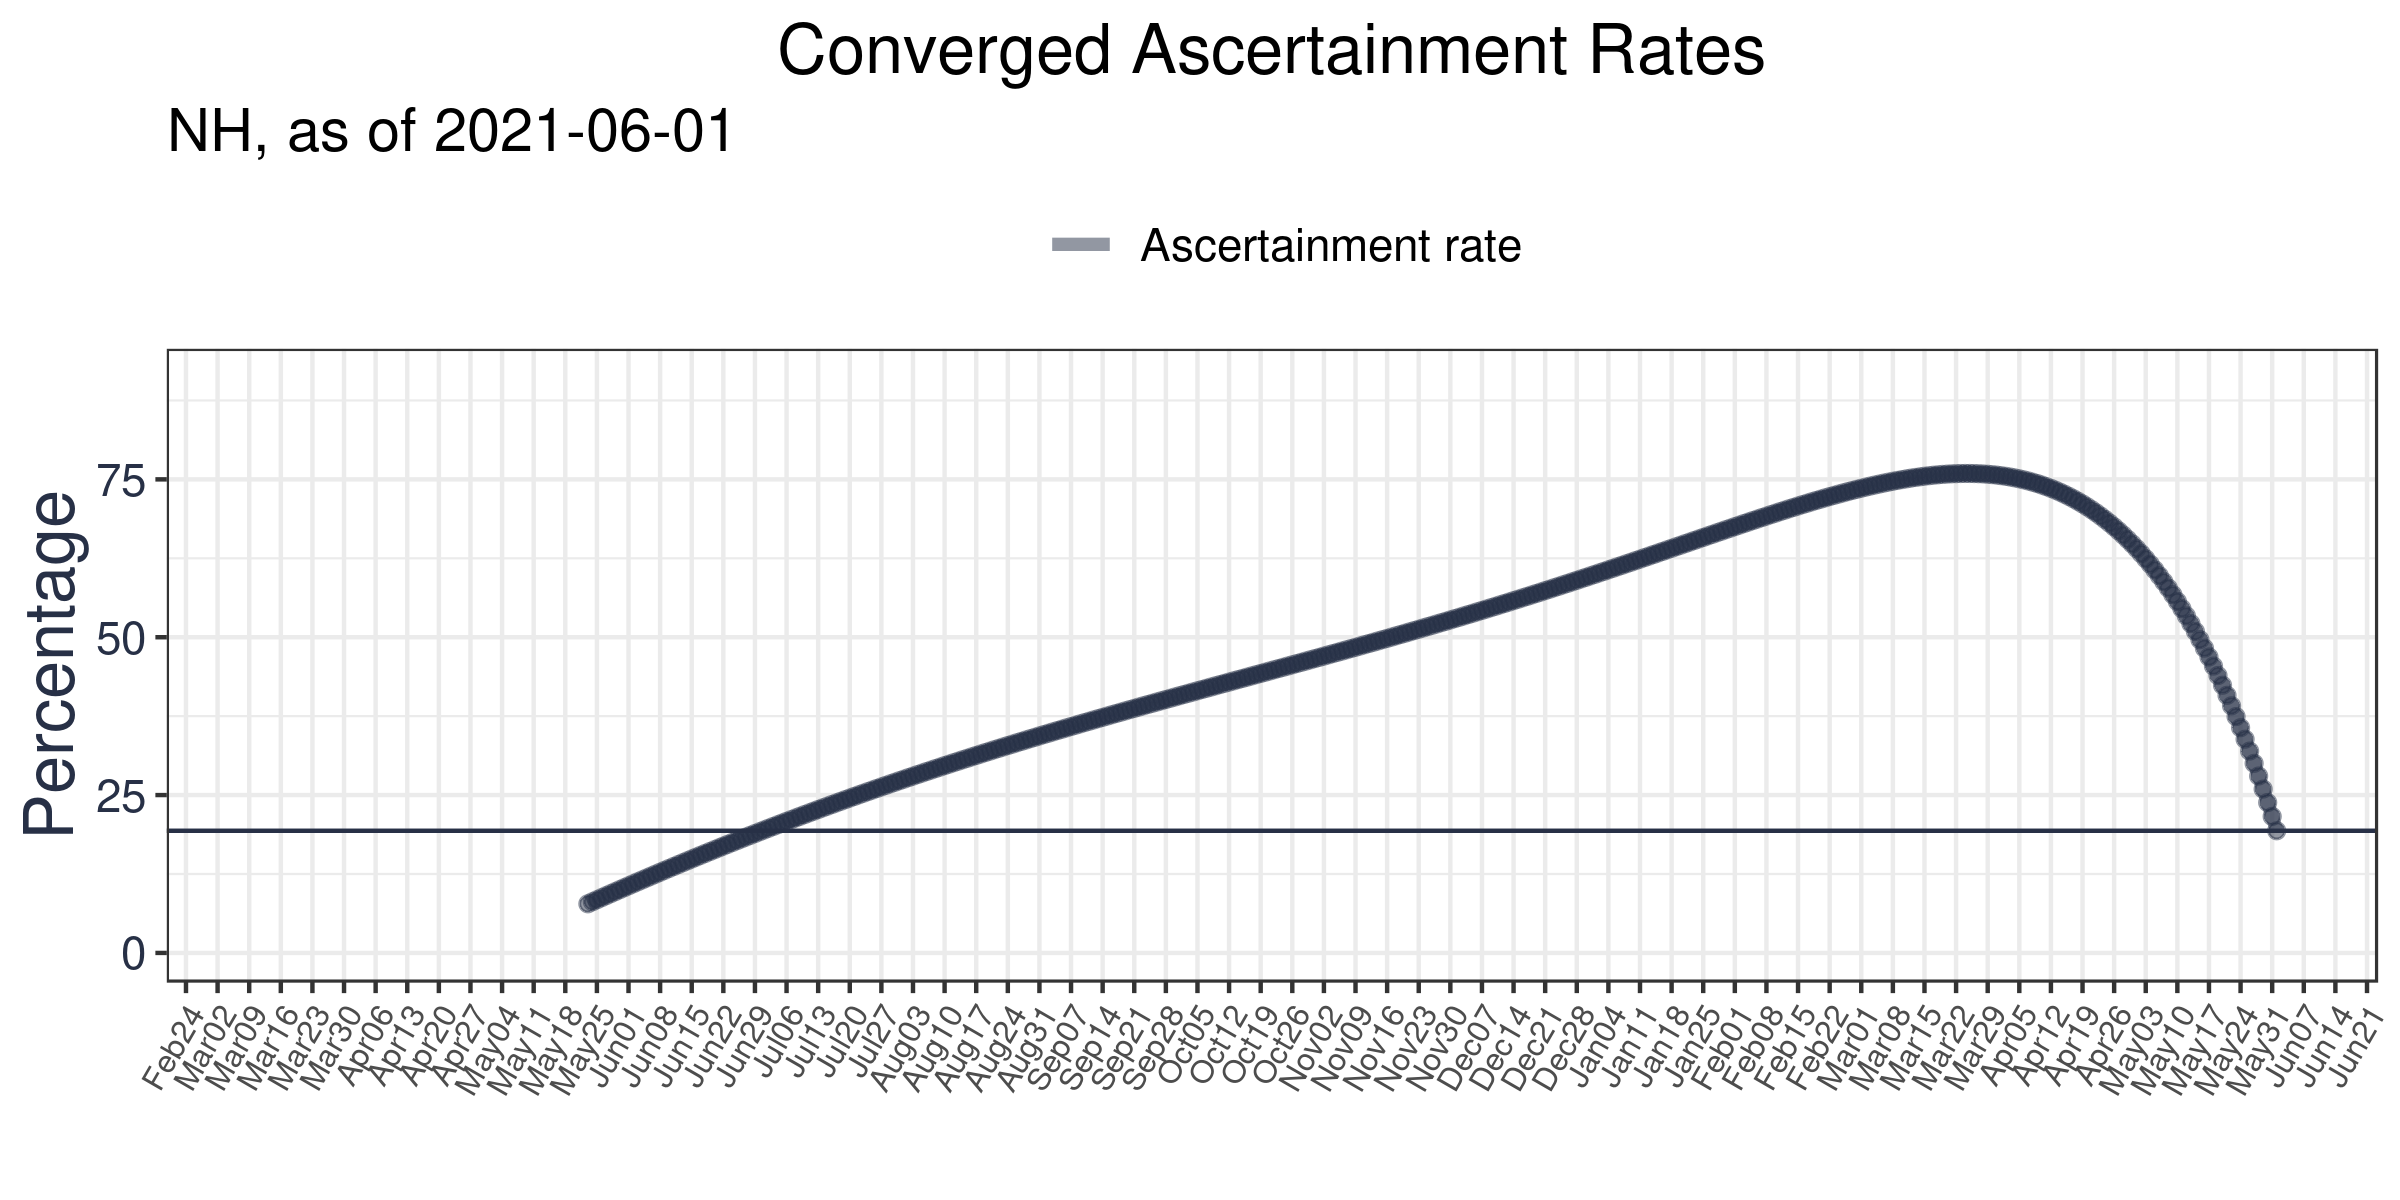 Converged Ascertainment Rates
NH, as of 2021-06-01
Ascertainment rate
Percentage
75
50
25
0
Feb24 Mar02 Mar09 Mar16 Mar23 Mar30 Apr06 Apr13 Apr20 Apr27 May04 May11 May18 May25 Jun01 Jun08 Jun15 Jun22 Jun29 Jul06 Jul13 Jul20 Jul27 Aug03 Aug10 Aug17 Aug24 Aug31 Sep07 Sep14 Sep21 Sep28 Oct05 Oct12 Oct19 Oct26 Nov02 Nov09 Nov16 Nov23 Nov30 Dec07 Dec14 Dec21 Dec28 Jan04 Jan11 Jan18 Jan25 Feb01 Feb08 Feb15 Feb22 Mar01 Mar08 Mar15 Mar22 Mar29 Apr05 Apr12 Apr19 Apr26 May03 May10 May17 May24 May31 Jun07 Jun14 Jun21